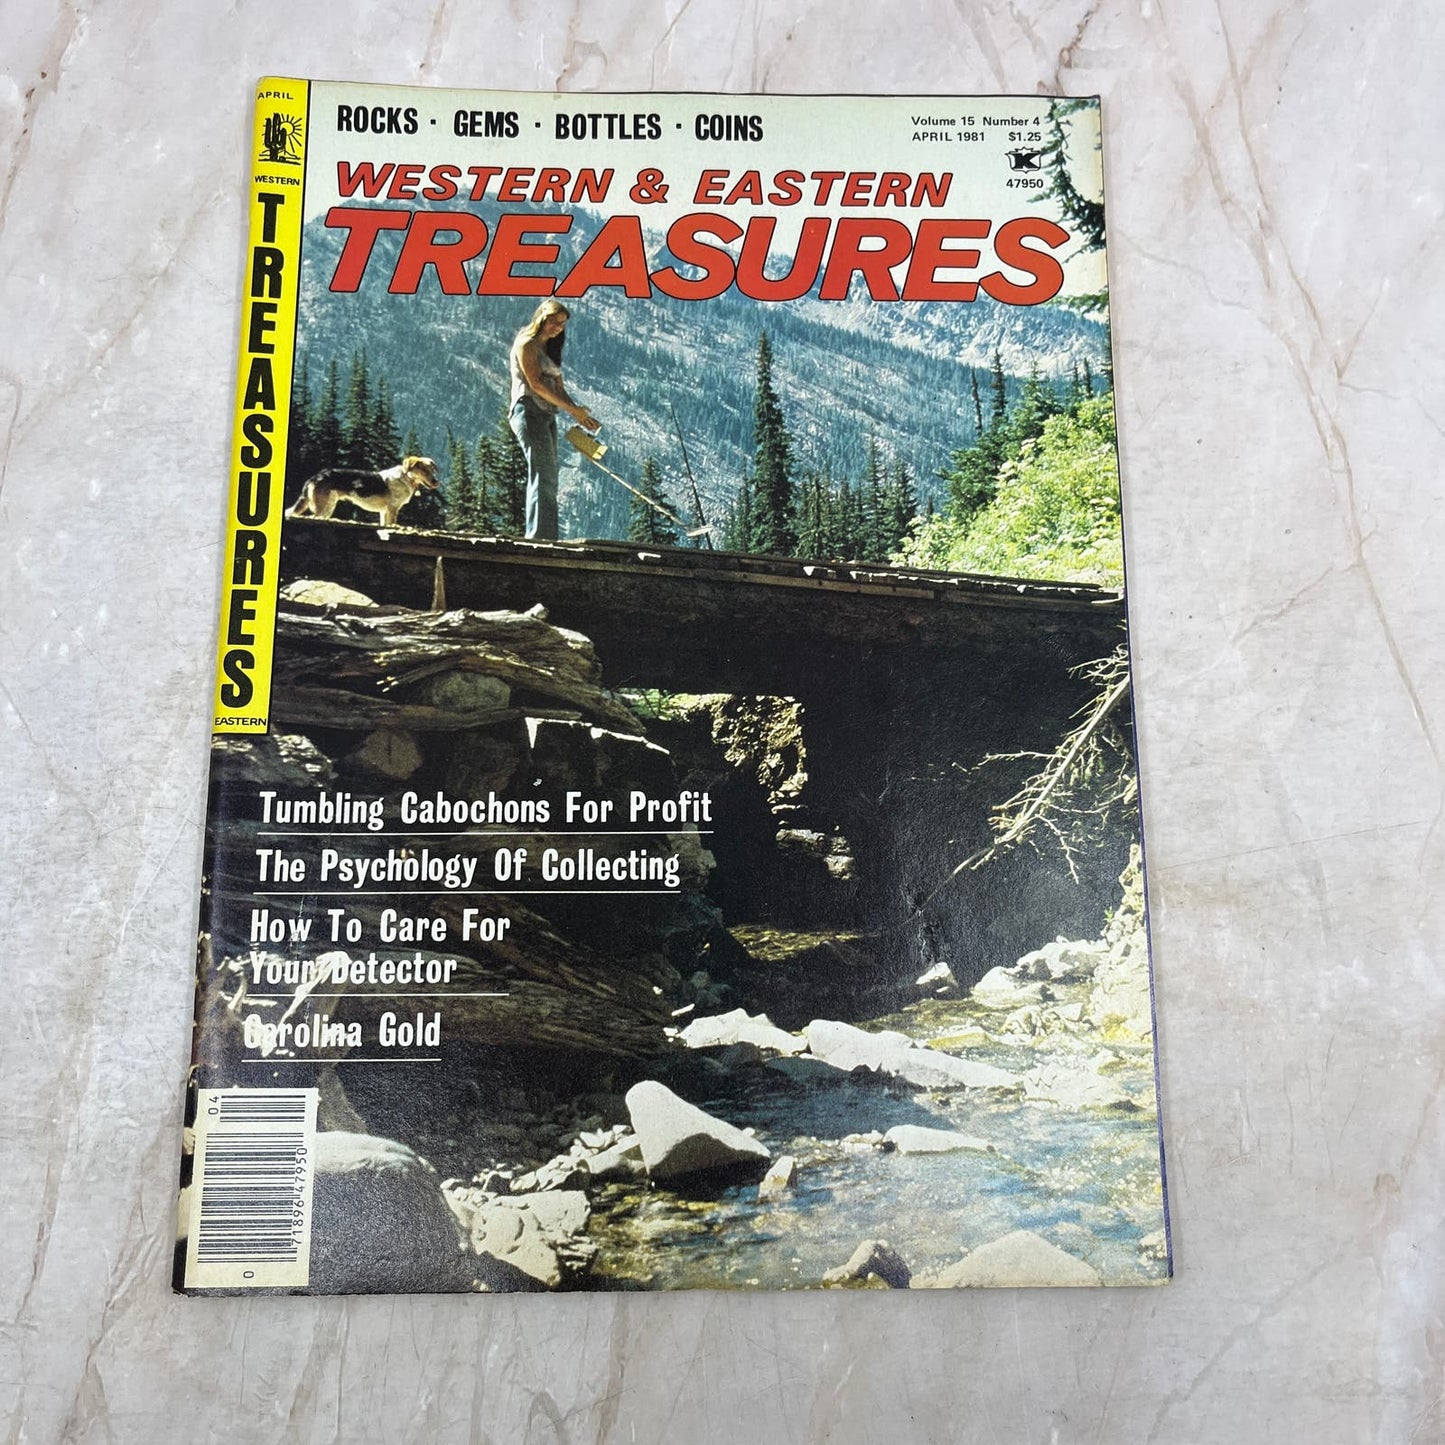 APRIL
WESTERN
TREASURES
EASTERN
ROCKS · GEMS · BOTTLES · COINS
Volume 15 Number 4
APRIL 1981 $1.25
K
47950
WESTERN & EASTERN
TREASURES
Tumbling Cabochons For Profit
The Psychology Of Collecting
How To Care For
Your Detector
Carolina Gold
04
71896 47950
0